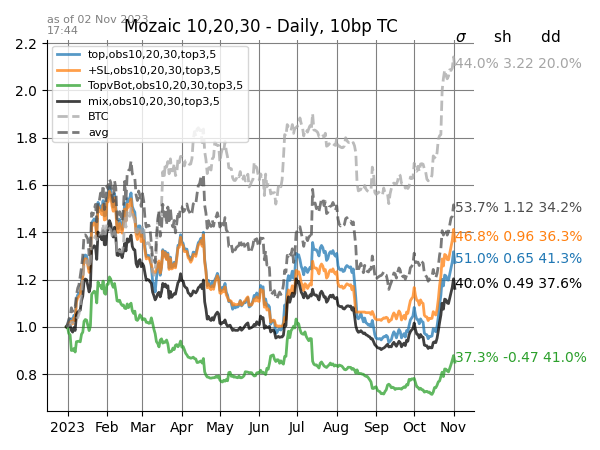 as of 02 Nov 2023
17:44
Mozaic 10,20,30 - Daily, 10bp TC
σ sh dd
top,obs10,20,30,top3,5
+SL,obs10,20,30,top3,5
TopvBot,obs10,20,30,top3,5
mix,obs10,20,30,top3,5
BTC
avg
44.0% 3.22 20.0%
53.7% 1.12 34.2%
46.8% 0.96 36.3%
51.0% 0.65 41.3%
40.0% 0.49 37.6%
37.3% -0.47 41.0%
2.2
2.0
1.8
1.6
1.4
1.2
1.0
0.8
2023 Feb Mar Apr May Jun Jul Aug Sep Oct Nov